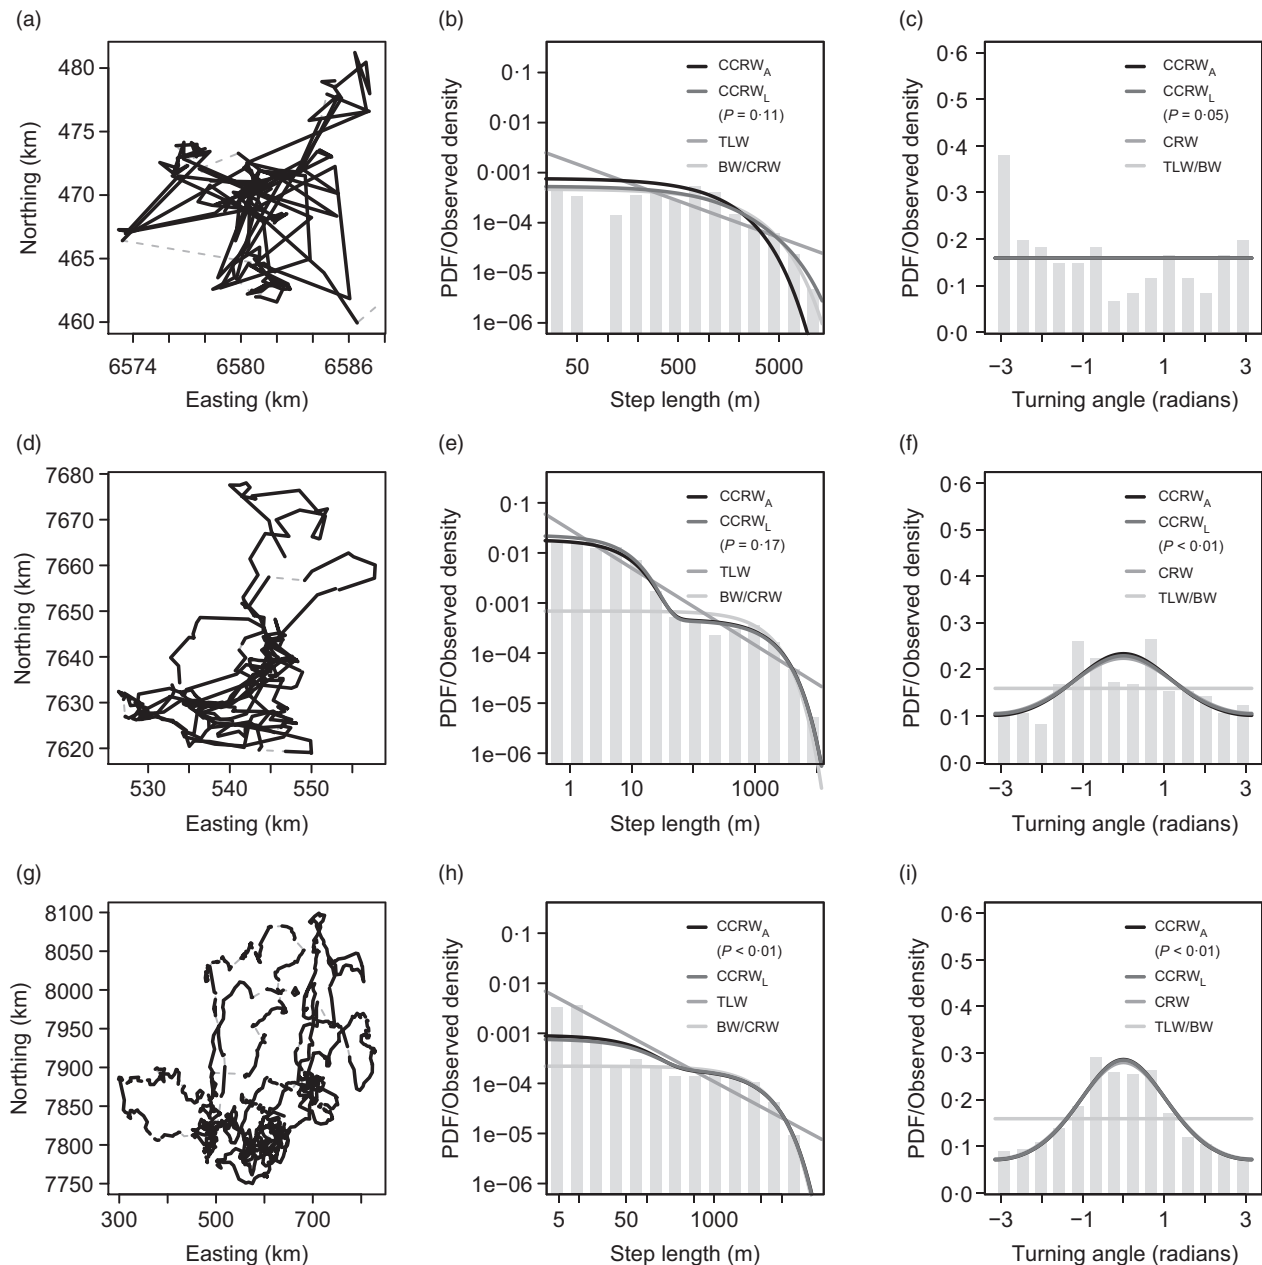 (a)
480
475
470
465
460
Northing (km)
6574 6580 6586
Easting (km)
(b)
0·1
0·01
0·001
1e−04
1e−05
1e−06
PDF/Observed density
CCRWA
CCRWL
(P = 0·11)
TLW
BW/CRW
50 500 5000
Step length (m)
(c)
0·6
0·5
0·4
0·3
0·2
0·1
0·0
PDF/Observed density
CCRWA
CCRWL
(P = 0·05)
CRW
TLW/BW
−3 −1 1 3
Turning angle (radians)
(d)
7680
7670
7660
7650
7640
7630
7620
Northing (km)
530 540 550
Easting (km)
(e)
0·1
0·01
0·001
1e−04
1e−05
1e−06
PDF/Observed density
CCRWA
CCRWL
(P = 0·17)
TLW
BW/CRW
1 10 1000
Step length (m)
(f)
0·6
0·5
0·4
0·3
0·2
0·1
0·0
PDF/Observed density
CCRWA
CCRWL
(P < 0·01)
CRW
TLW/BW
−3 −1 1 3
Turning angle (radians)
(g)
8100
8050
8000
7950
7900
7850
7800
7750
Northing (km)
300 500 700
Easting (km)
(h)
0·1
0·01
0·001
1e−04
1e−05
1e−06
PDF/Observed density
CCRWA
(P < 0·01)
CCRWL
TLW
BW/CRW
5 50 1000
Step length (m)
(i)
0·6
0·5
0·4
0·3
0·2
0·1
0·0
PDF/Observed density
CCRWA
(P < 0·01)
CCRWL
CRW
TLW/BW
−3 −1 1 3
Turning angle (radians)